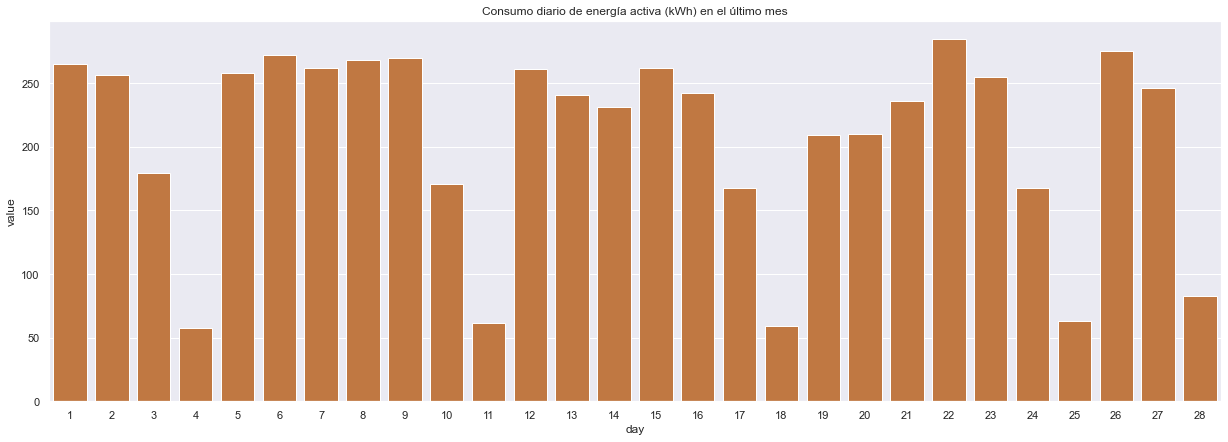 Consumo diario de energía activa (kWh) en el último mes
value
250
200
150
100
50
0
1 2 3 4 5 6 7 8 9 10 11 12 13 14 15 16 17 18 19 20 21 22 23 24 25 26 27 28
day